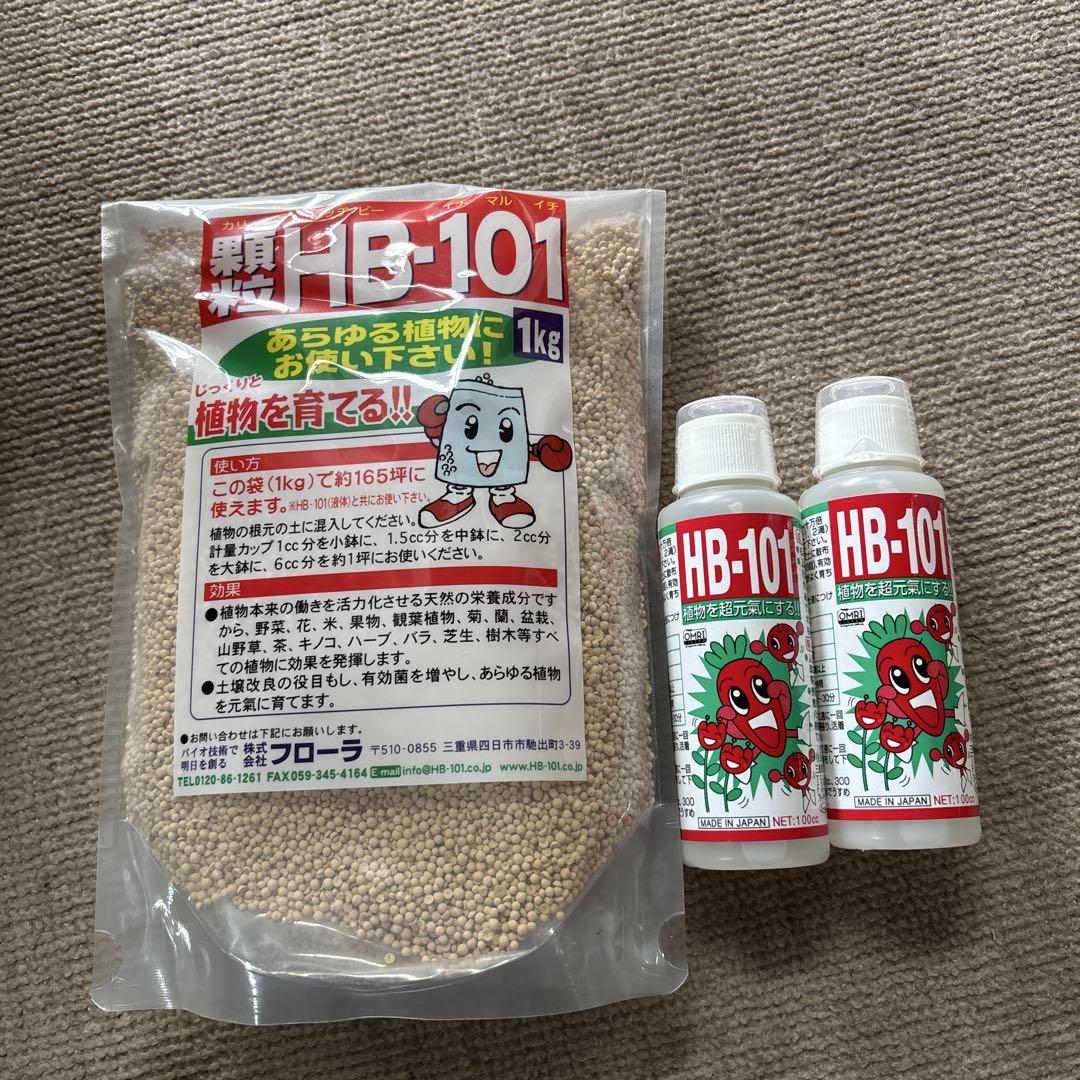 カリ ッチ ビー イチ マル イチ
顆粒 HB-101
あらゆる植物に
お使い下さい!
1kg
じっくりと
植物を育てる!!
使い方
この袋(1kg)で約165坪に
使えます。※HB-101(液体)と共にお使い下さい。
植物の根元の土に混入してください。
計量カップ1cc分を小鉢に、1.5cc分を中鉢に、2cc分
を大鉢に、6cc分を約1坪にお使いください。
効果
●植物本来の働きを活力化させる天然の栄養成分です
から、野菜、花、米、果物、観葉植物、菊、蘭、盆栽、
山野草、茶、キノコ、ハーブ、バラ、芝生、樹木等すべ
ての植物に効果を発揮します。
●土壌改良の役目もし、有効菌を増やし、あらゆる植物
を元氣に育てます。
●お問い合わせは下記にお願いします。
バイオ技術で
明日を創る
株式会社 フローラ 〒510-0855 三重県四日市市馳出町3-39
TEL0120-86-1261 FAX059-345-4164 E-mail info@HB-101.co.jp www.HB-101.co.jp
HB-101
植物を超元氣にする!!
OMRI
MADE IN JAPAN NET:100cc
HB-101
植物を超元氣にする!!
OMRI
MADE IN JAPAN NET:100cc